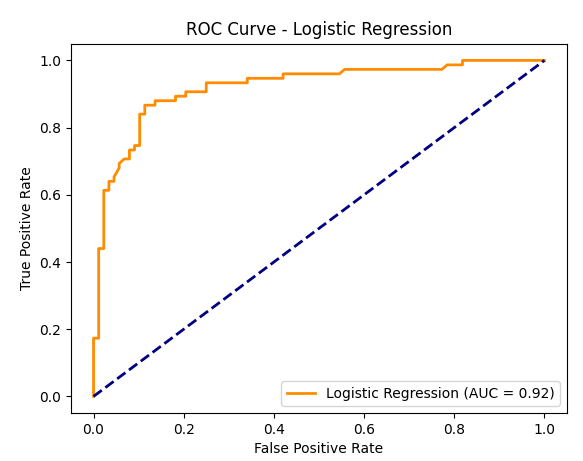 ROC Curve - Logistic Regression
1.0
0.8
0.6
0.4
0.2
0.0
True Positive Rate
Logistic Regression (AUC = 0.92)
0.0 0.2 0.4 0.6 0.8 1.0
False Positive Rate